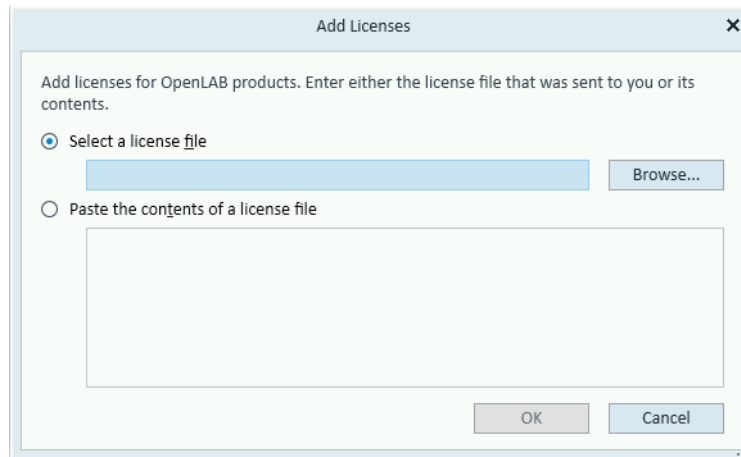 Add Licenses
Add licenses for OpenLAB products. Enter either the license file that was sent to you or its
contents.
Select a license file
Browse...
Paste the contents of a license file
OK
Cancel